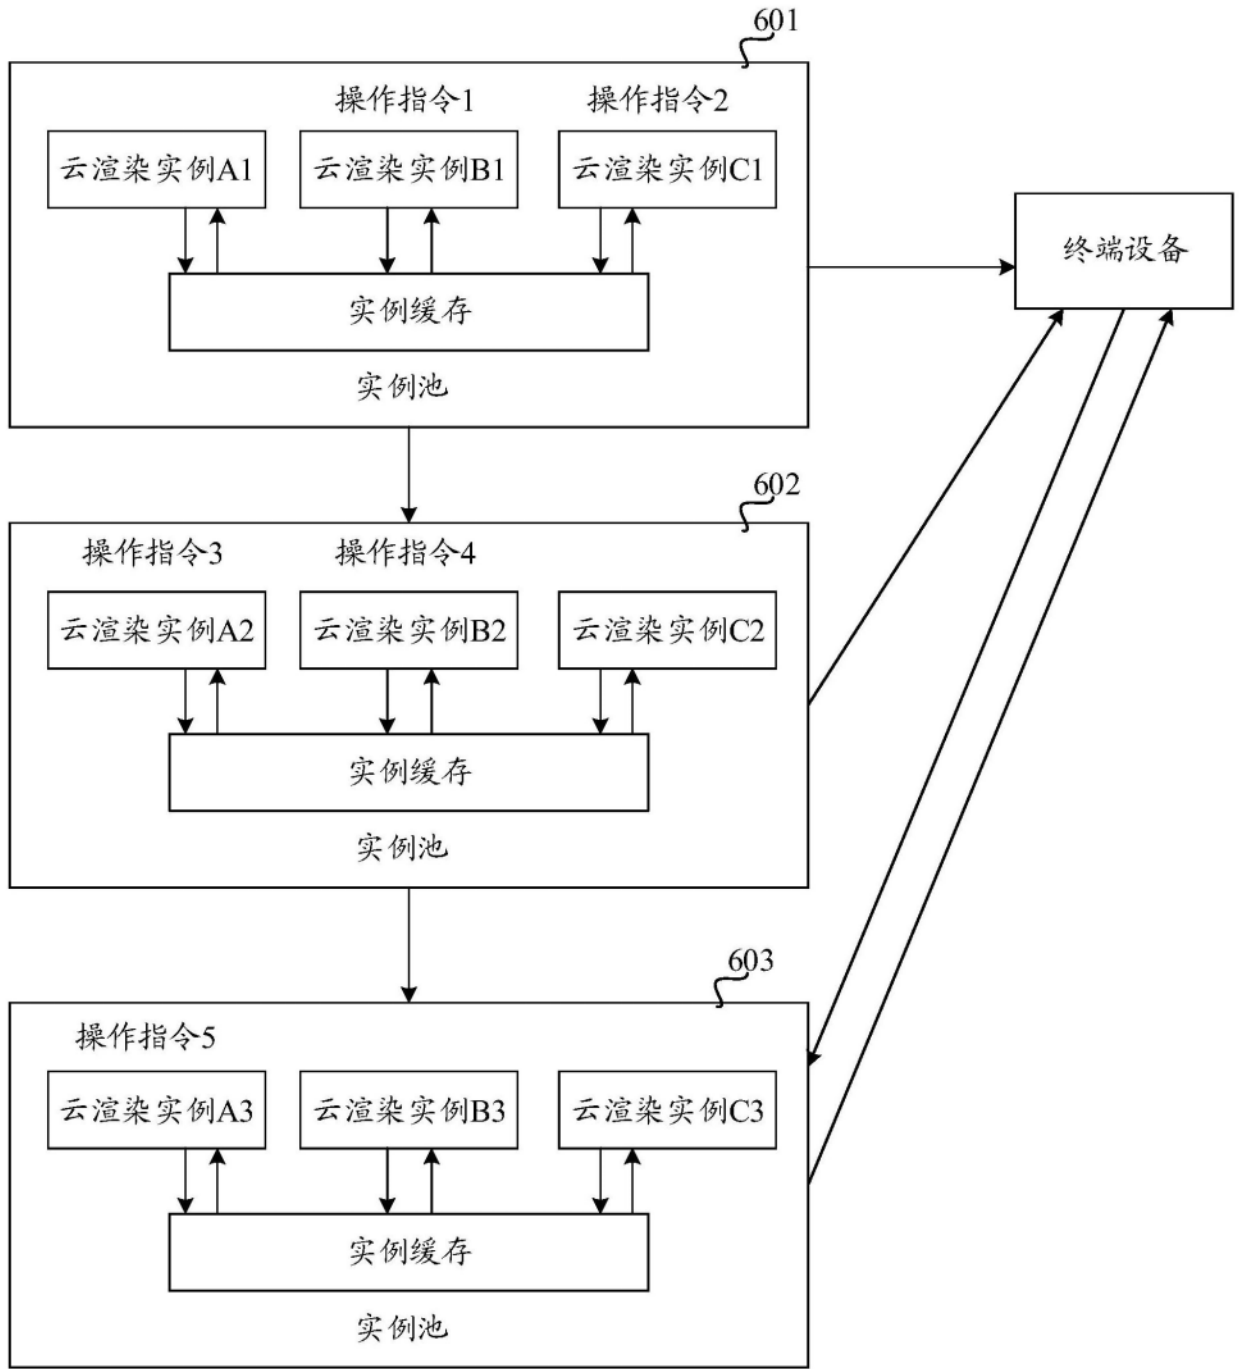 601
操作指令1 操作指令2
云渲染实例A1 云渲染实例B1 云渲染实例C1
终端设备
实例缓存
实例池
602
操作指令3 操作指令4
云渲染实例A2 云渲染实例B2 云渲染实例C2
实例缓存
实例池
603
操作指令5
云渲染实例A3 云渲染实例B3 云渲染实例C3
实例缓存
实例池